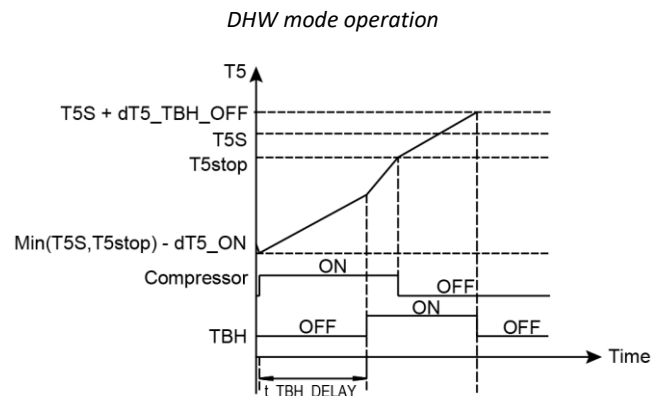 DHW mode operation
T5
T5S + dT5_TBH_OFF
T5S
T5stop
Min(T5S,T5stop) - dT5_ON
Compressor
ON
OFF
TBH
OFF
ON
OFF
Time
t_TBH_DELAY